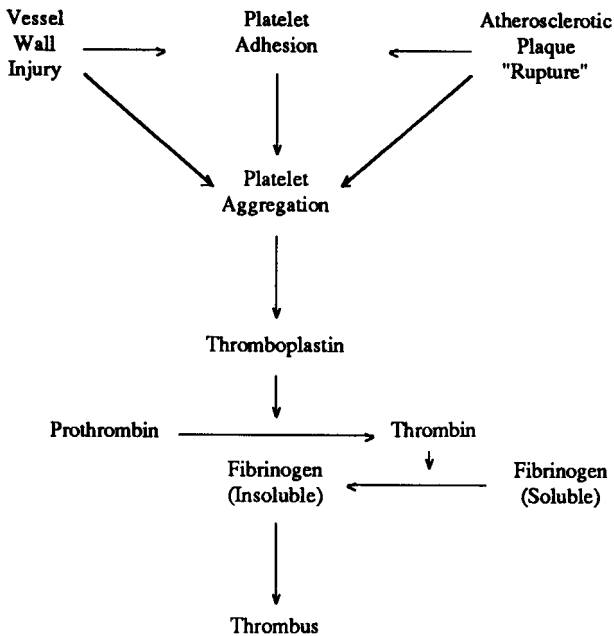 Vessel
Wall
Injury
Platelet
Adhesion
Atherosclerotic
Plaque
"Rupture"
Platelet
Aggregation
Thromboplastin
Prothrombin
Thrombin
Fibrinogen
(Insoluble)
Fibrinogen
(Soluble)
Thrombus